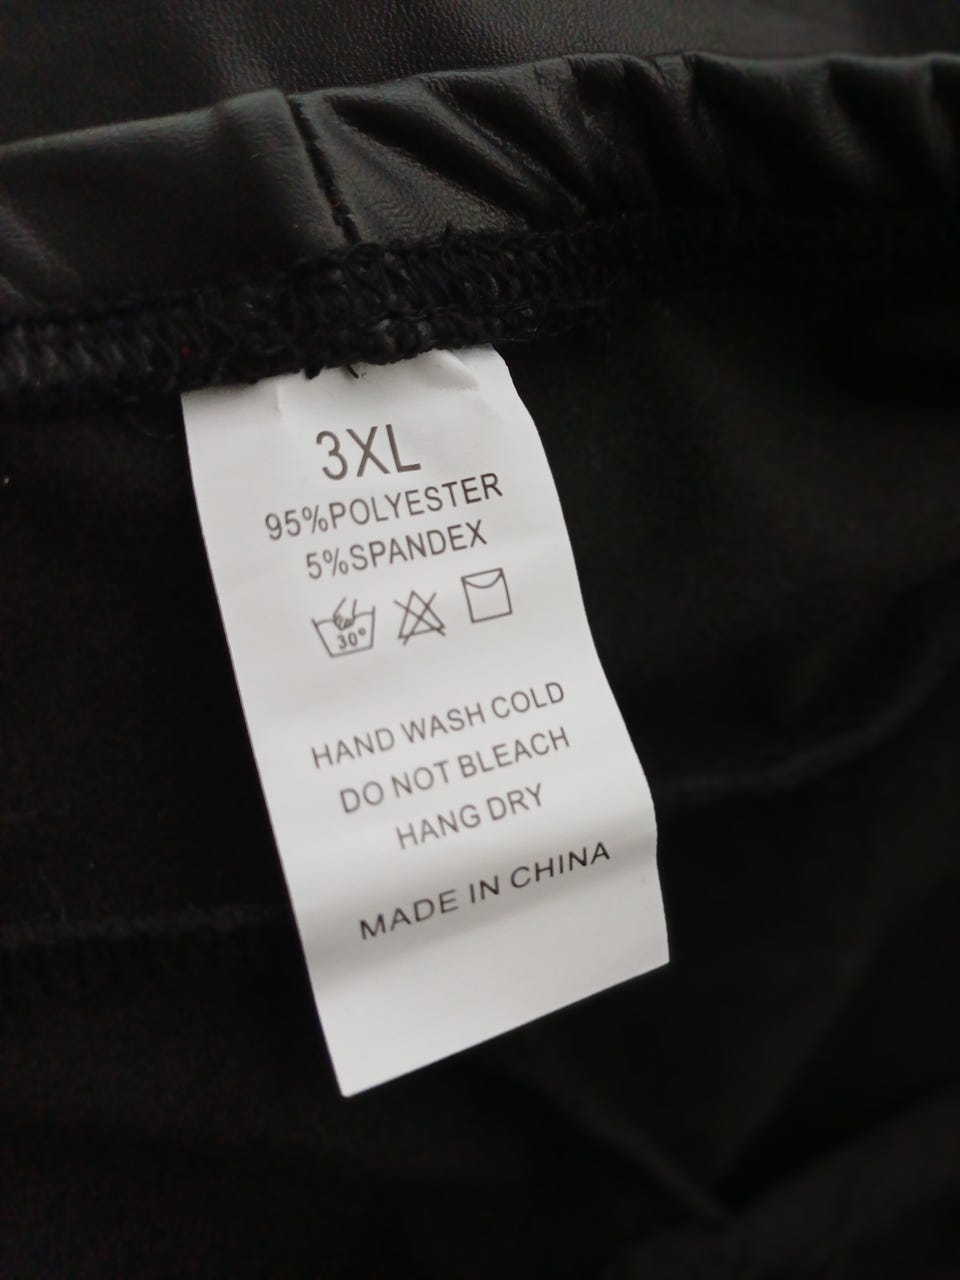 3XL
95%POLYESTER
5%SPANDEX
30°
HAND WASH COLD
DO NOT BLEACH
HANG DRY
MADE IN CHINA